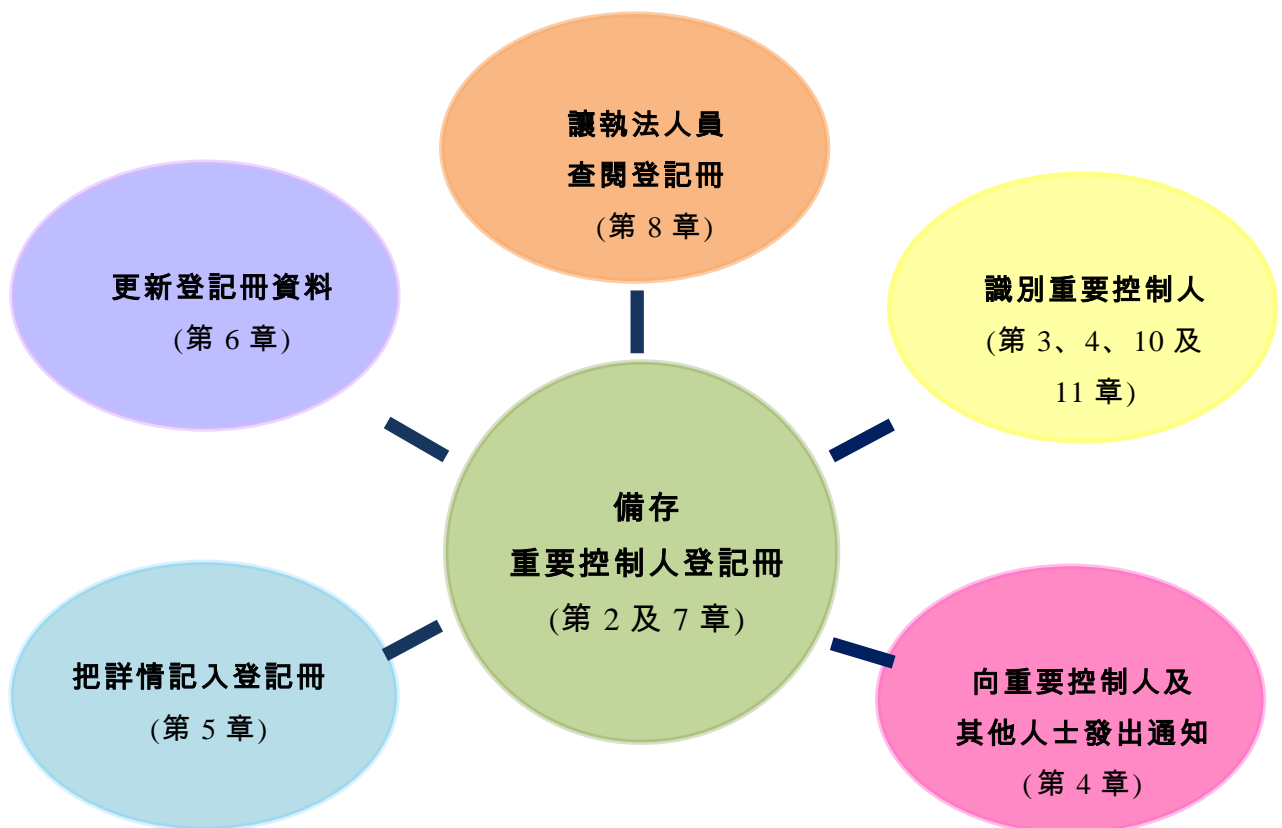 讓執法人員
查閱登記冊
(第 8 章)
更新登記冊資料
(第 6 章)
識別重要控制人
(第 3、4、10 及
11 章)
備存
重要控制人登記冊
(第 2 及 7 章)
把詳情記入登記冊
(第 5 章)
向重要控制人及
其他人士發出通知
(第 4 章)